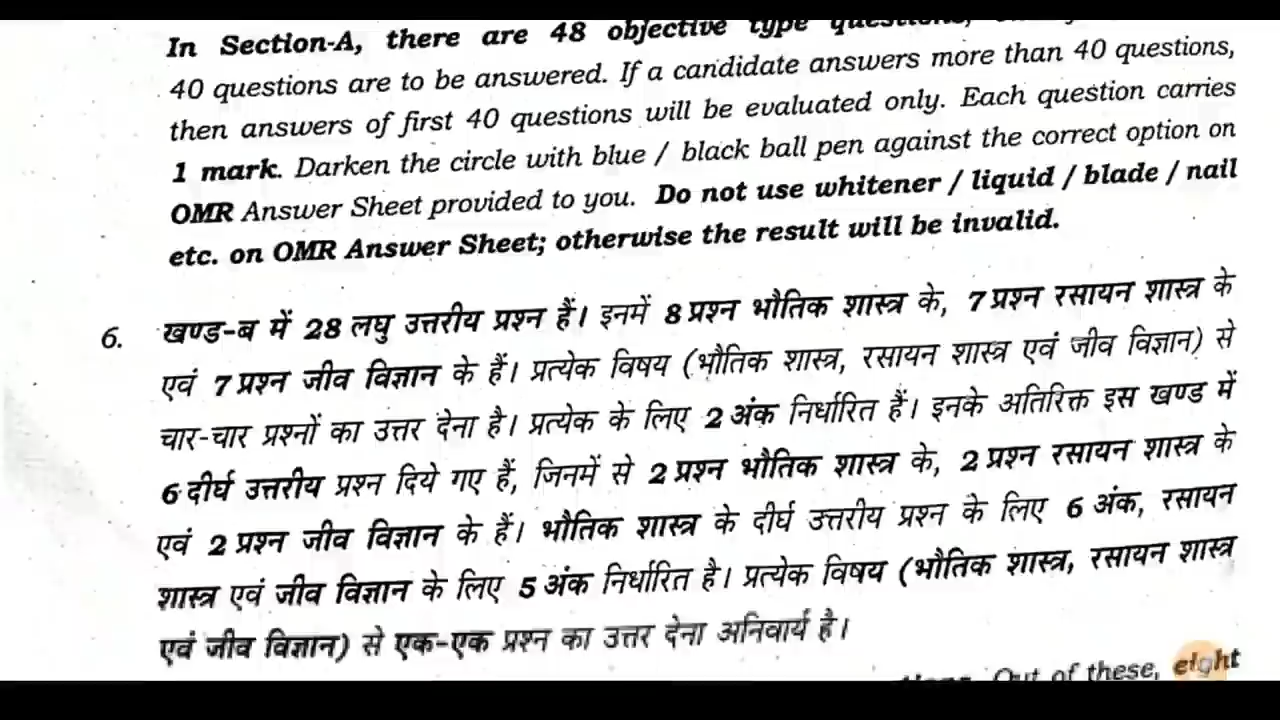 In Section-A, there are 48 objective type questions,
40 questions are to be answered. If a candidate answers more than 40 questions,
then answers of first 40 questions will be evaluated only. Each question carries
1 mark. Darken the circle with blue / black ball pen against the correct option on
OMR Answer Sheet provided to you. Do not use whitener / liquid / blade / nail
etc. on OMR Answer Sheet; otherwise the result will be invalid.
6. खण्ड-ब में 28 लघु उत्तरीय प्रश्न हैं। इनमें 8 प्रश्न भौतिक शास्त्र के, 7 प्रश्न रसायन शास्त्र के
एवं 7 प्रश्न जीव विज्ञान के हैं। प्रत्येक विषय (भौतिक शास्त्र, रसायन शास्त्र एवं जीव विज्ञान) से
चार-चार प्रश्नों का उत्तर देना है। प्रत्येक के लिए 2 अंक निर्धारित हैं। इनके अतिरिक्त इस खण्ड में
6 दीर्घ उत्तरीय प्रश्न दिये गए हैं, जिनमें से 2 प्रश्न भौतिक शास्त्र के, 2 प्रश्न रसायन शास्त्र के
एवं 2 प्रश्न जीव विज्ञान के हैं। भौतिक शास्त्र के दीर्घ उत्तरीय प्रश्न के लिए 6 अंक, रसायन
शास्त्र एवं जीव विज्ञान के लिए 5 अंक निर्धारित है। प्रत्येक विषय (भौतिक शास्त्र, रसायन शास्त्र
एवं जीव विज्ञान) से एक-एक प्रश्न का उत्तर देना अनिवार्य है।
Out of these, eight